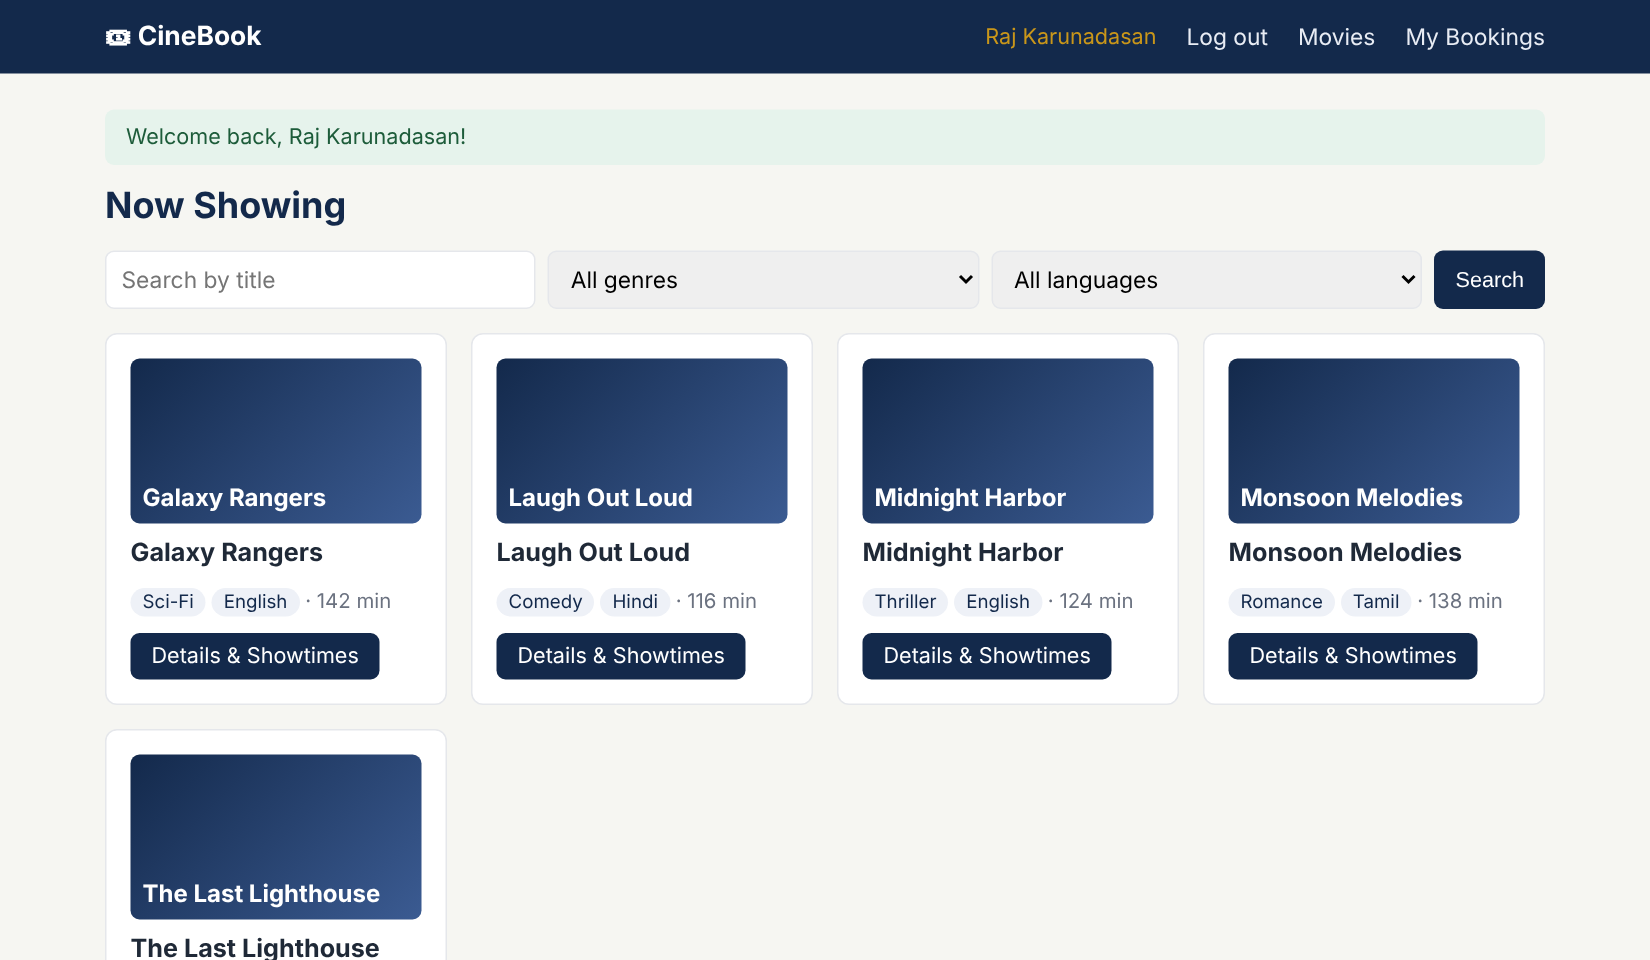 CineBook
Raj Karunadasan Log out Movies My Bookings
Welcome back, Raj Karunadasan!
Now Showing
Search by title All genres All languages Search
Galaxy Rangers
Galaxy Rangers
Sci-Fi English · 142 min
Details & Showtimes
Laugh Out Loud
Laugh Out Loud
Comedy Hindi · 116 min
Details & Showtimes
Midnight Harbor
Midnight Harbor
Thriller English · 124 min
Details & Showtimes
Monsoon Melodies
Monsoon Melodies
Romance Tamil · 138 min
Details & Showtimes
The Last Lighthouse
The Last Lighthouse